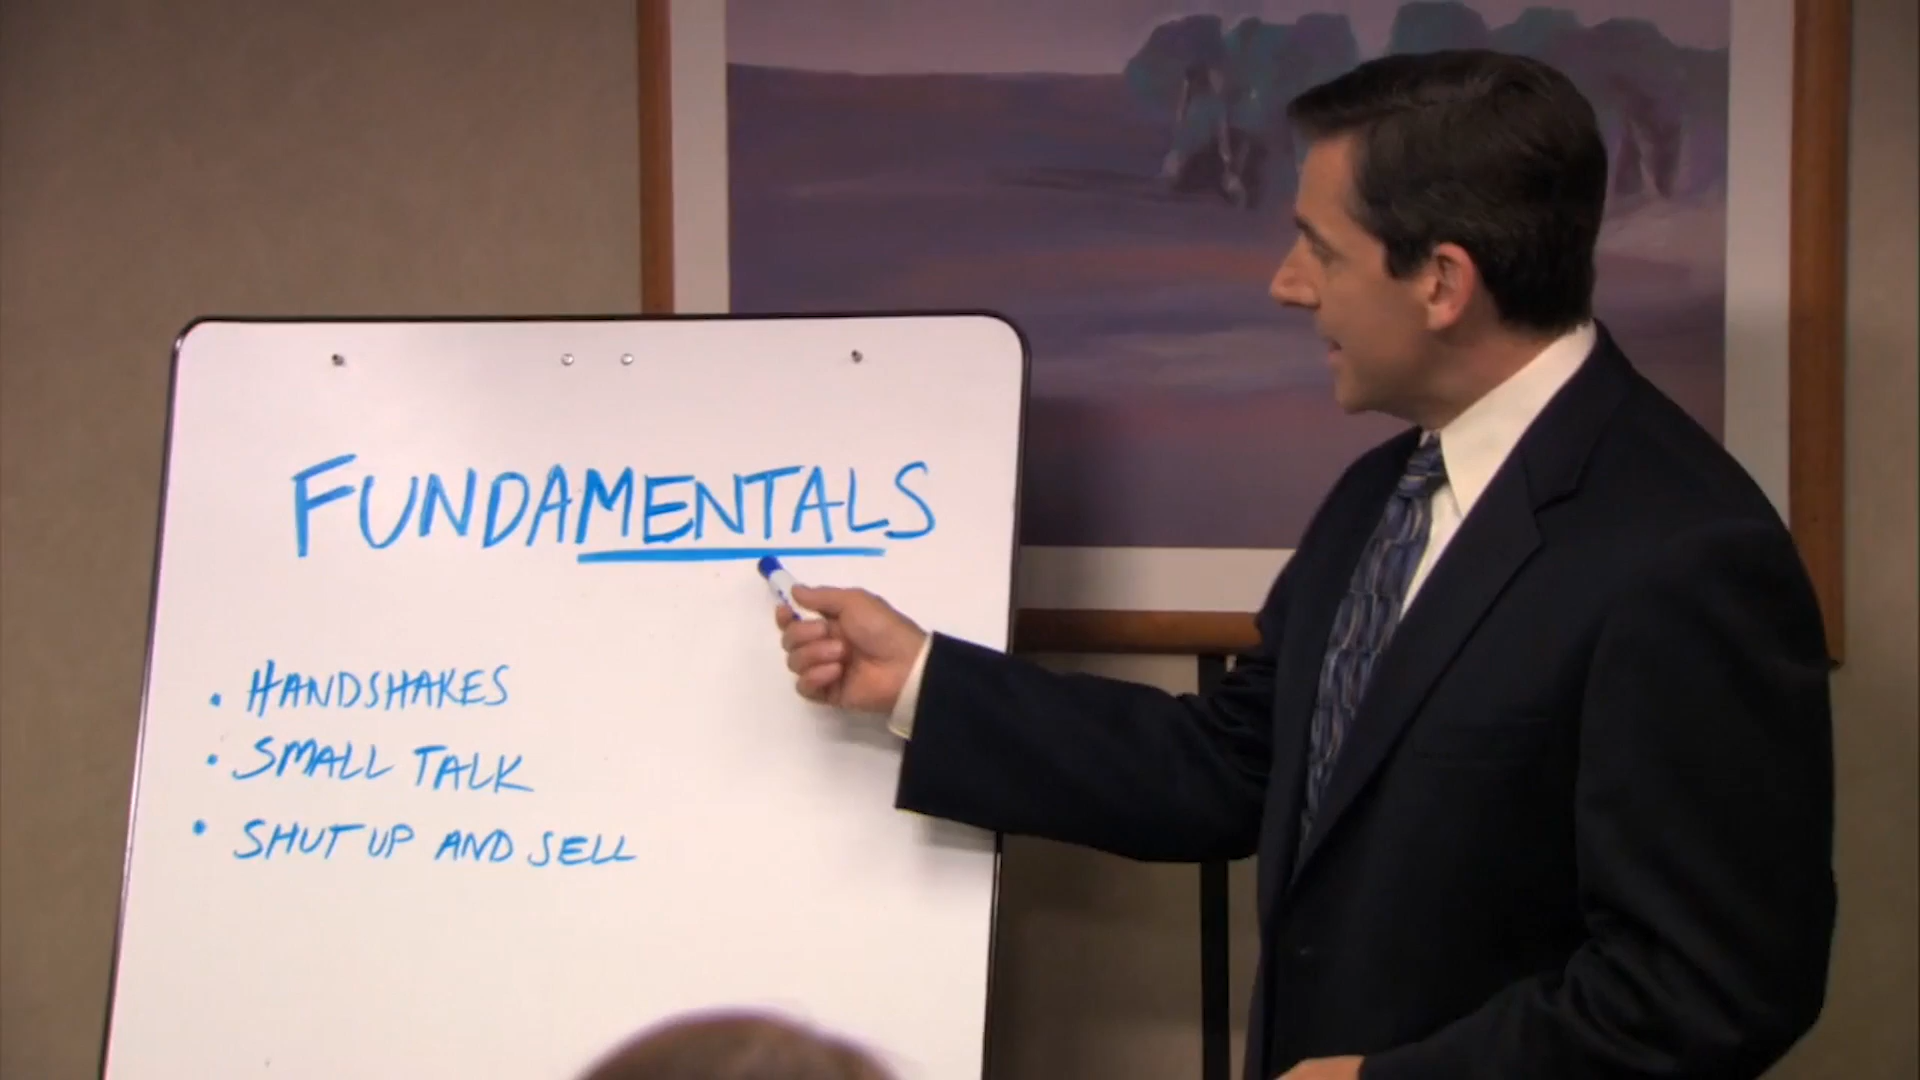 FUNDAMENTALS
• HANDSHAKES
• SMALL TALK
• SHUT UP AND SELL